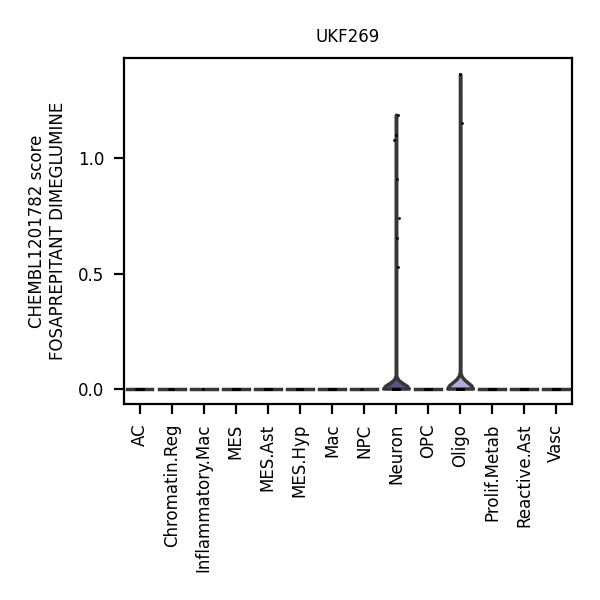 UKF269
CHEMBL1201782 score
FOSAPREPITANT DIMEGLUMINE
1.0
0.5
0.0
AC
Chromatin.Reg
Inflammatory.Mac
MES
MES.Ast
MES.Hyp
Mac
NPC
Neuron
OPC
Oligo
Prolif.Metab
Reactive.Ast
Vasc